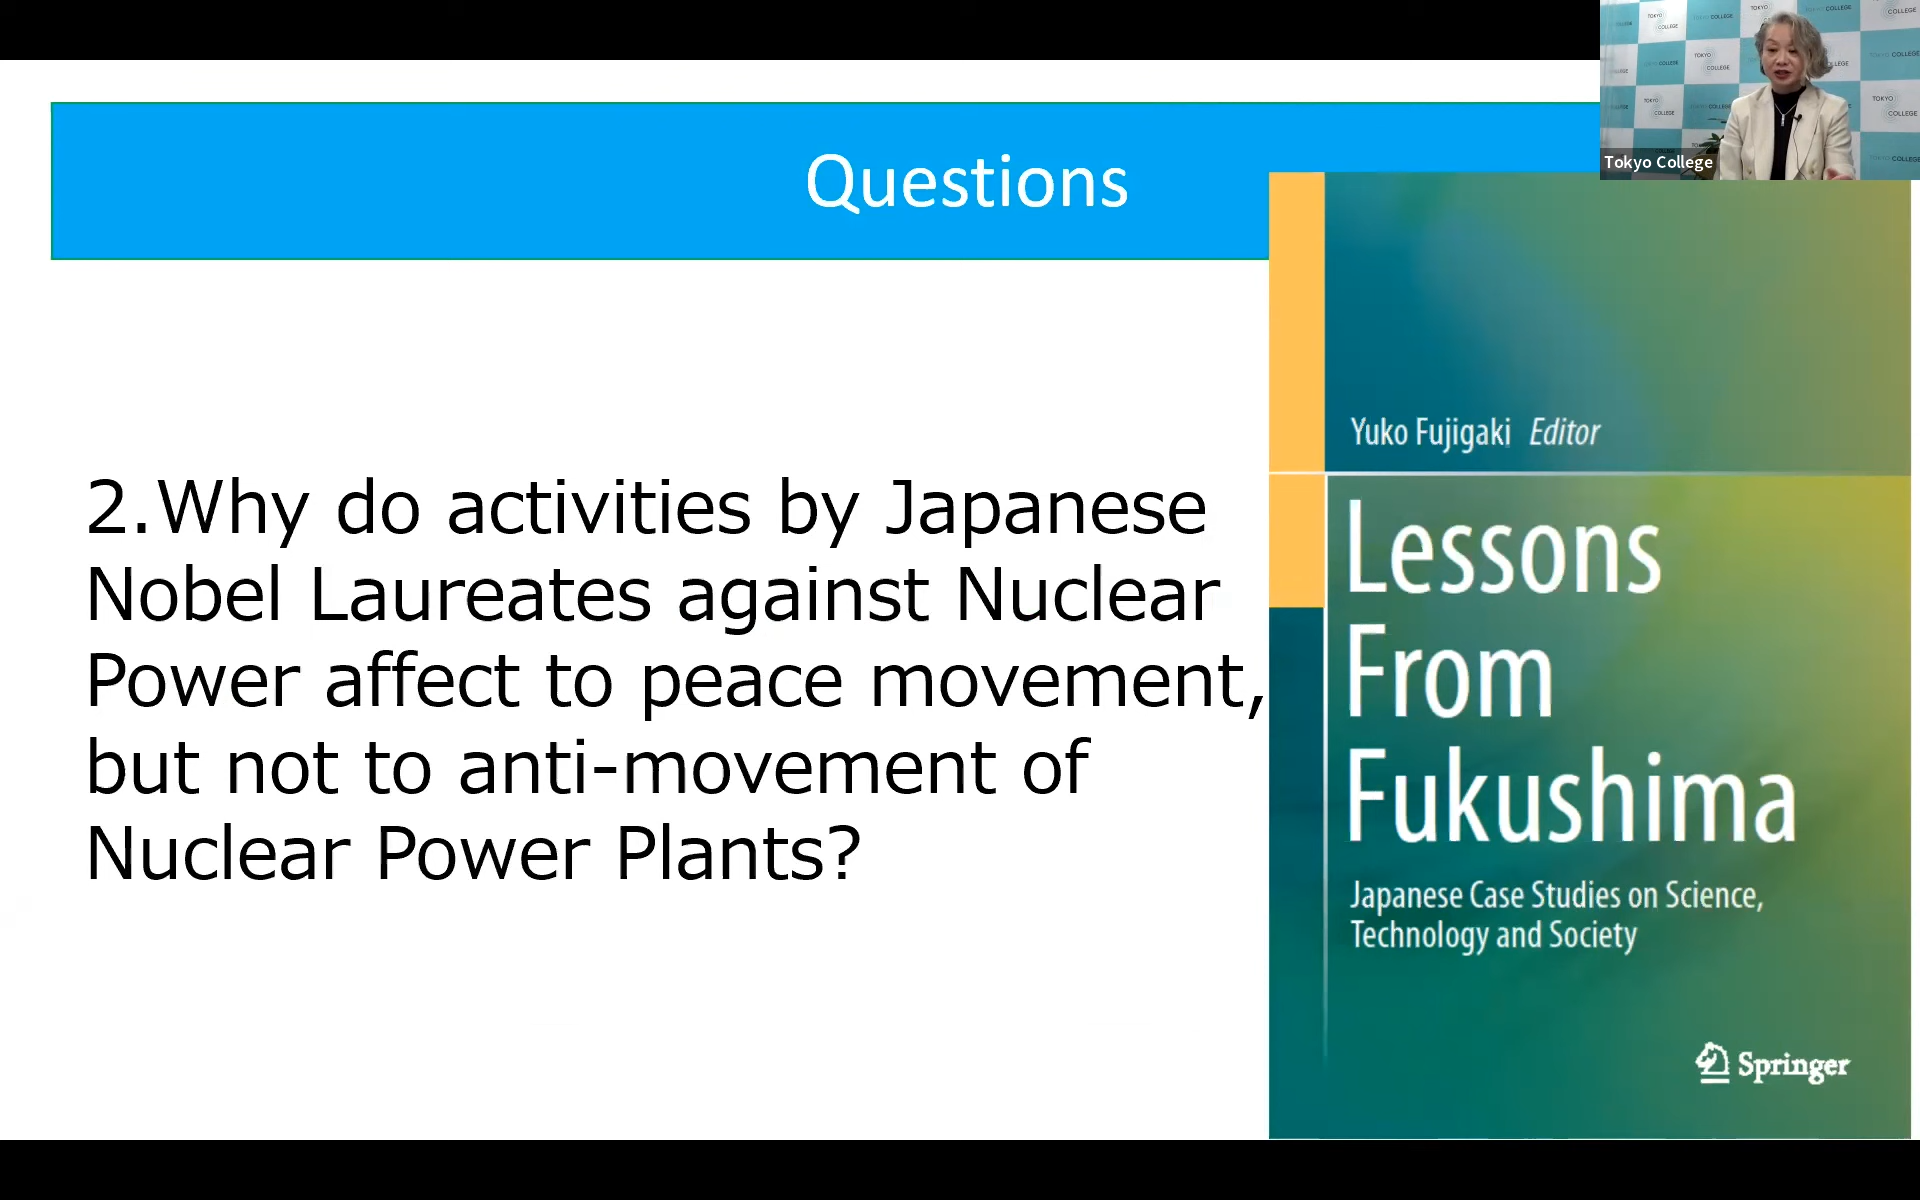 Questions
2.Why do activities by Japanese
Nobel Laureates against Nuclear
Power affect to peace movement,
but not to anti-movement of
Nuclear Power Plants?
Yuko Fujigaki Editor
Lessons
From
Fukushima
Japanese Case Studies on Science,
Technology and Society
Springer
Tokyo College
TOKYO
COLLEGE